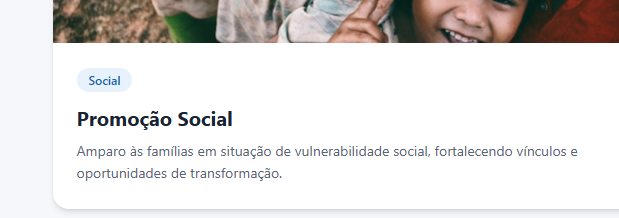 Social
Promoção Social
Amparo às famílias em situação de vulnerabilidade social, fortalecendo vínculos e
oportunidades de transformação.